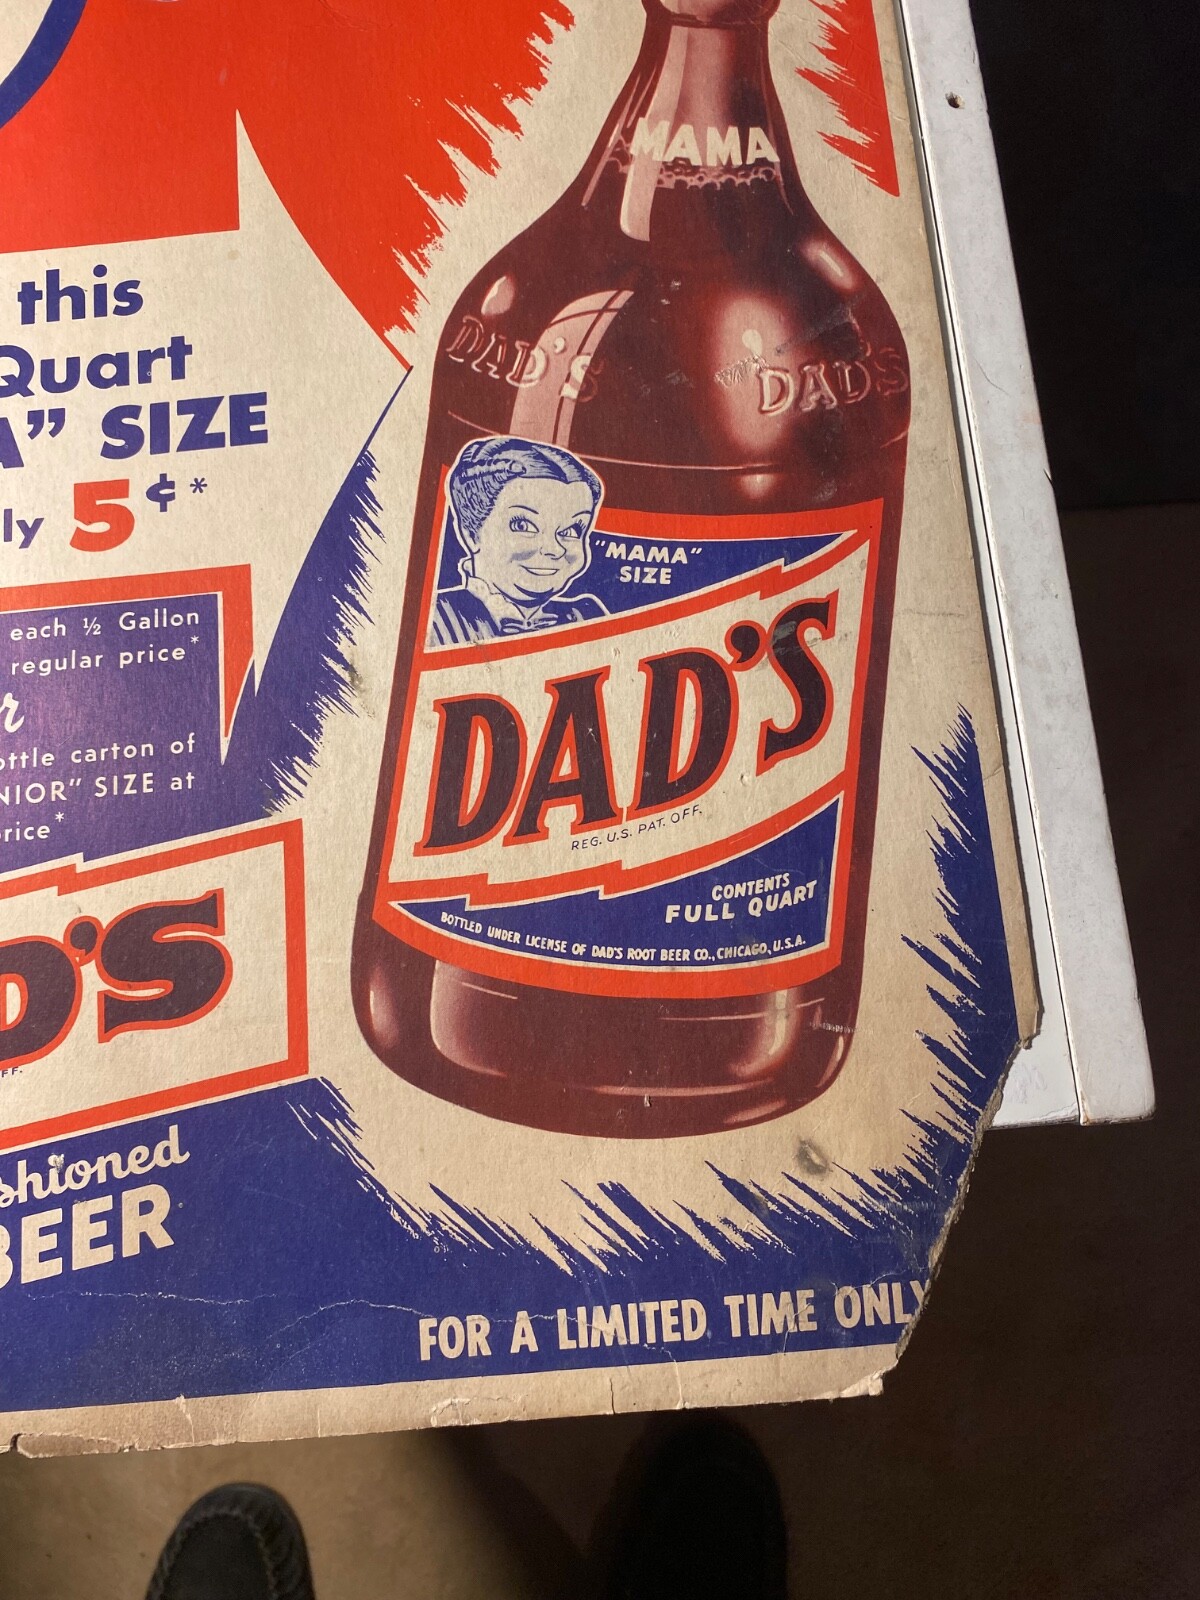 this
Quart
A" SIZE
ly 5¢*
each ½ Gallon
regular price*
r
ottle carton of
NIOR" SIZE at
rice*
D'S
FF.
shioned
BEER
MAMA
DAD'S DAD'S
"MAMA"
SIZE
DAD'S
REG. U.S. PAT. OFF.
CONTENTS
FULL QUART
BOTTLED UNDER LICENSE OF DAD'S ROOT BEER CO., CHICAGO, U.S.A.
FOR A LIMITED TIME ONLY